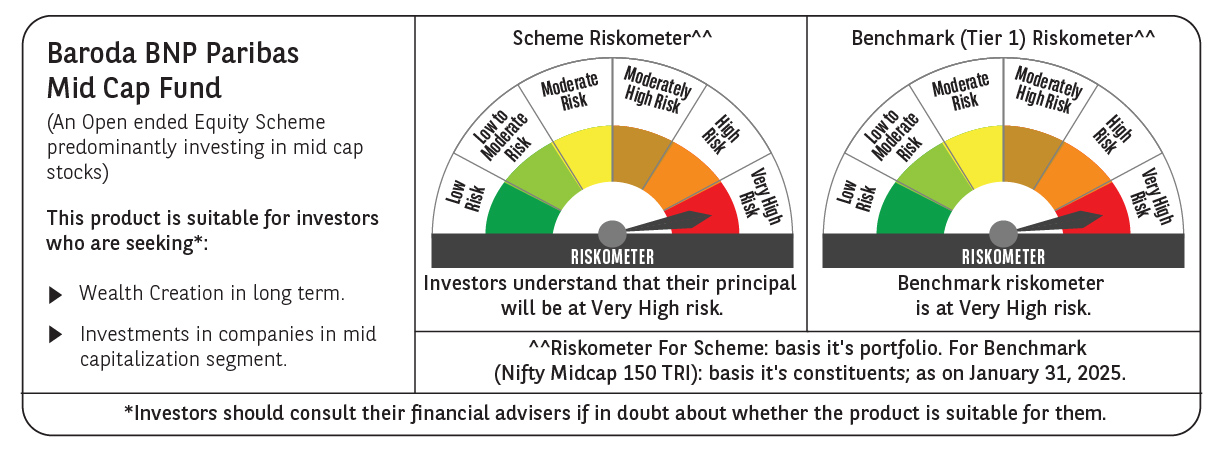 Baroda BNP Paribas
Mid Cap Fund
(An Open ended Equity Scheme
predominantly investing in mid cap
stocks)
This product is suitable for investors
who are seeking*:
Wealth Creation in long term.
Investments in companies in mid
capitalization segment.
Scheme Riskometer^^
Low
Risk
Low to
Moderate
Risk
Moderate
Risk
Moderately
High Risk
High
Risk
Very High
Risk
RISKOMETER
Investors understand that their principal
will be at Very High risk.
Benchmark (Tier 1) Riskometer^^
Low
Risk
Low to
Moderate
Risk
Moderate
Risk
Moderately
High Risk
High
Risk
Very High
Risk
RISKOMETER
Benchmark riskometer
is at Very High risk.
^^Riskometer For Scheme: basis it's portfolio. For Benchmark
(Nifty Midcap 150 TRI): basis it's constituents; as on January 31, 2025.
*Investors should consult their financial advisers if in doubt about whether the product is suitable for them.